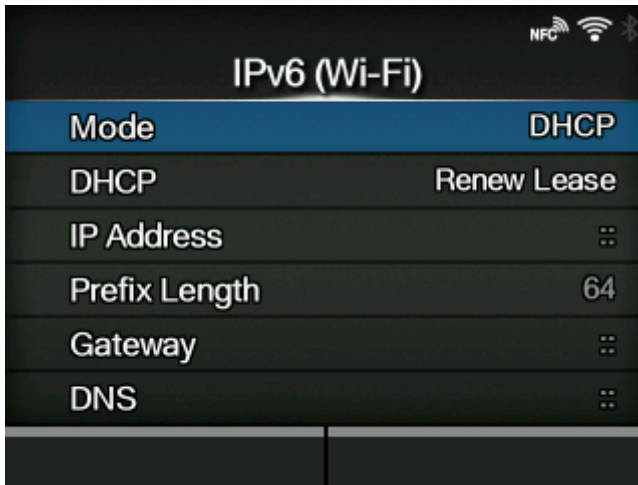 NFC
IPv6 (Wi-Fi)
Mode DHCP
DHCP Renew Lease
IP Address ::
Prefix Length 64
Gateway ::
DNS ::